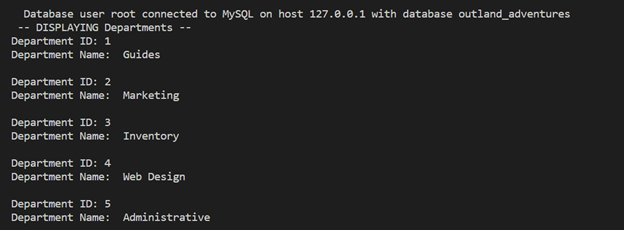 Database user root connected to MySQL on host 127.0.0.1 with database outland_adventures
-- DISPLAYING Departments --
Department ID: 1
Department Name:  Guides
Department ID: 2
Department Name:  Marketing
Department ID: 3
Department Name:  Inventory
Department ID: 4
Department Name:  Web Design
Department ID: 5
Department Name:  Administrative